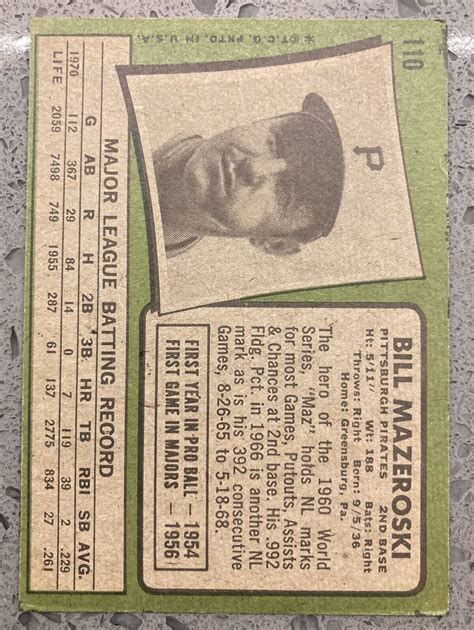 110
*©T.C.G. PRTD. IN U.S.A.
P
BILL MAZEROSKI
PITTSBURGH PIRATES 2ND BASE
Ht: 5'11" Wt: 188 Bats: Right
Throws: Right Born: 9/5/36
Home: Greensburg, Pa.
The hero of the 1960 World
Series, "Maz" holds NL marks
for most Games, Putouts, Assists
& Chances at 2nd base. His .992
Fldg. Pct. in 1966 is another NL
mark as is his 392 consecutive
Games, 8-26-65 to 5-18-68.
FIRST YEAR IN PRO BALL - 1954
FIRST GAME IN MAJORS - 1956
MAJOR LEAGUE BATTING RECORD
G AB R H 2B 3B HR TB RBI SB AVG.
1970 112 367 29 84 14 0 7 119 39 2 .229
LIFE 2059 7498 749 1955 287 61 137 2775 834 27 .261